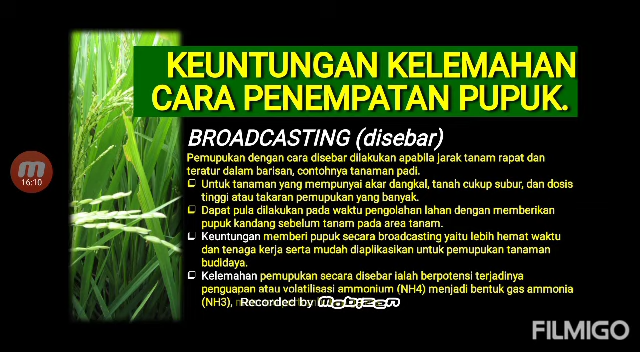 KEUNTUNGAN KELEMAHAN
CARA PENEMPATAN PUPUK.
BROADCASTING (disebar)
Pemupukan dengan cara disebar dilakukan apabila jarak tanam rapat dan
teratur dalam barisan, contohnya tanaman padi.
Untuk tanaman yang mempunyai akar dangkal, tanah cukup subur, dan dosis
tinggi atau takaran pemupukan yang banyak.
Dapat pula dilakukan pada waktu pengolahan lahan dengan memberikan
pupuk kandang sebelum tanam pada area tanam.
Keuntungan memberi pupuk secara broadcasting yaitu lebih hemat waktu
dan tenaga kerja serta mudah diaplikasikan untuk pemupukan tanaman
budidaya.
Kelemahan pemupukan secara disebar ialah berpotensi terjadinya
penguapan atau volatilisasi ammonium (NH4) menjadi bentuk gas ammonia
(NH3),
Recorded by mobizen
16:10
FILMIGO